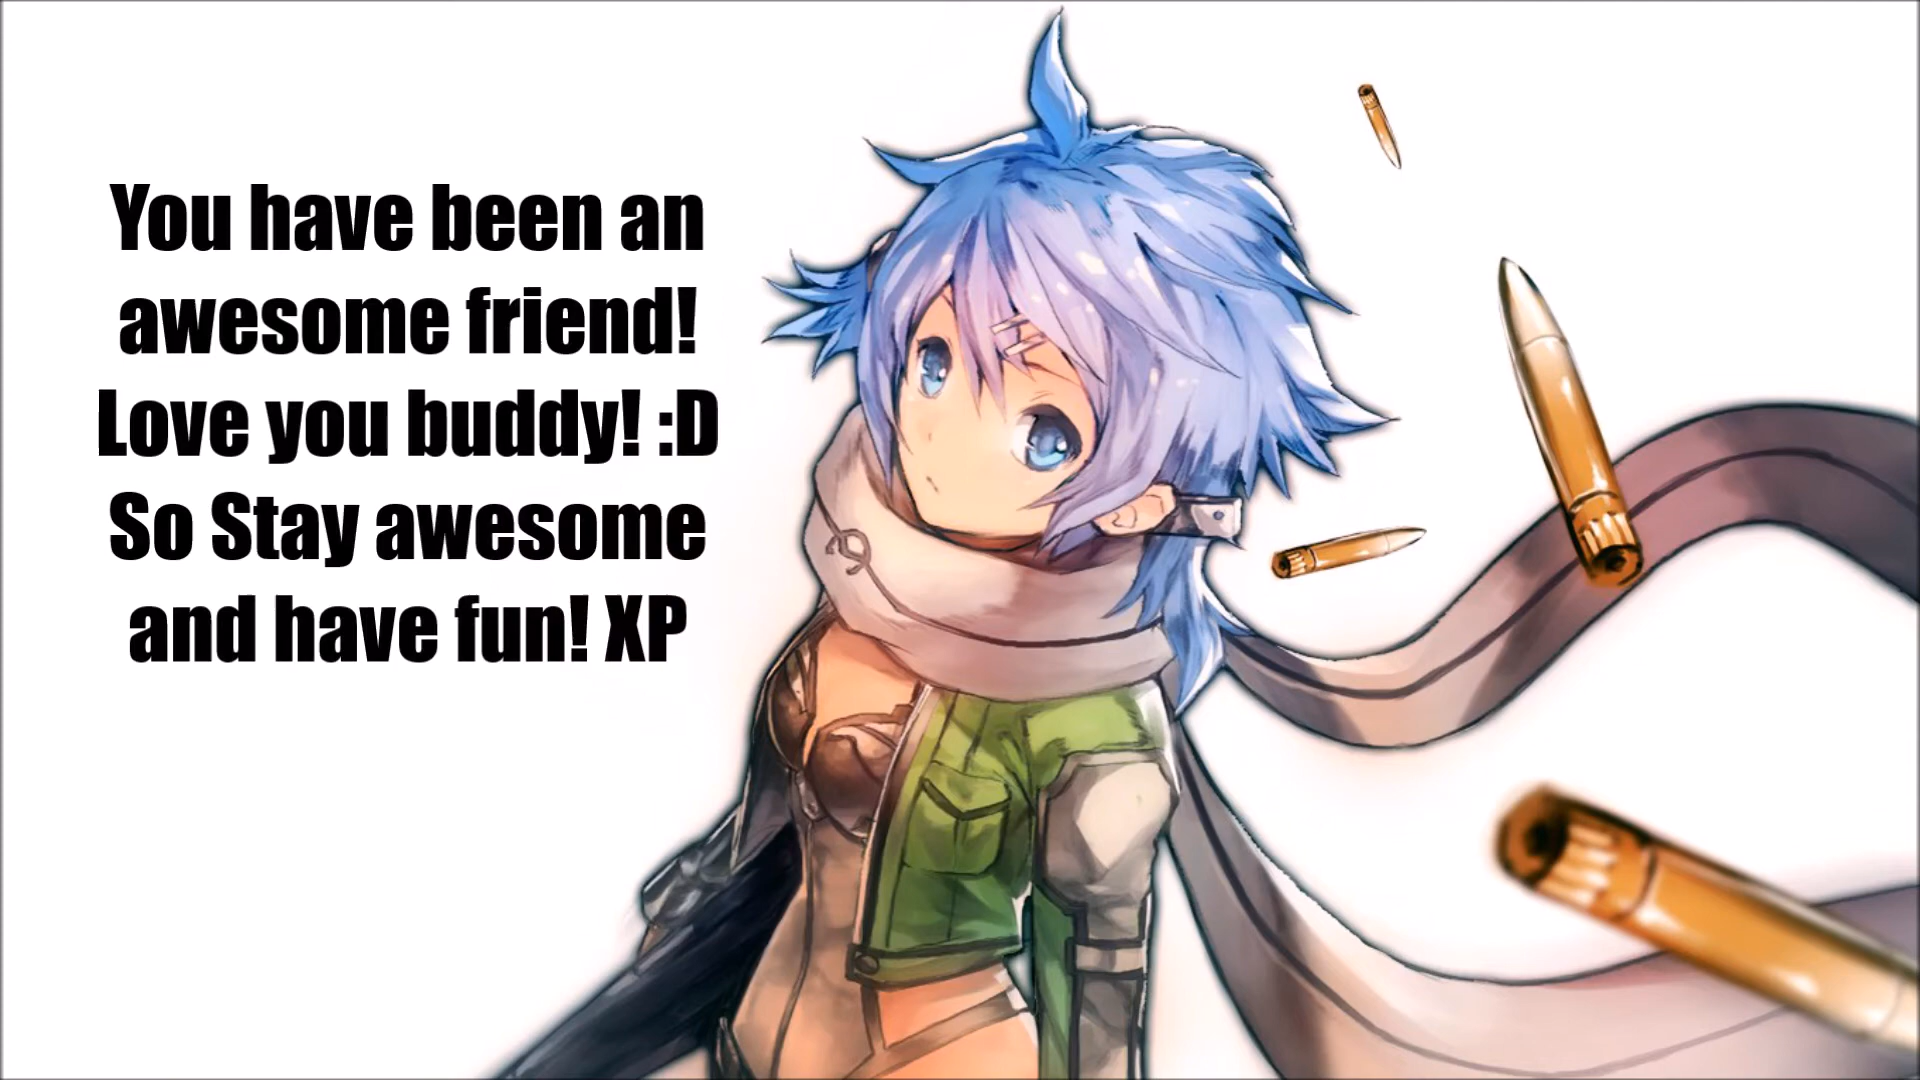 You have been an
awesome friend!
Love you buddy! :D
So Stay awesome
and have fun! XP